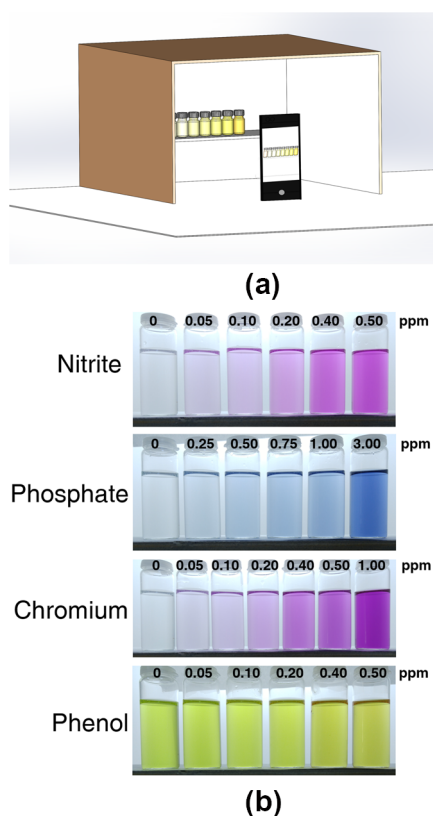 (a)
0 0.05 0.10 0.20 0.40 0.50 ppm
Nitrite
0 0.25 0.50 0.75 1.00 3.00 ppm
Phosphate
0 0.05 0.10 0.20 0.40 0.50 1.00 ppm
Chromium
0 0.05 0.10 0.20 0.40 0.50 ppm
Phenol
(b)